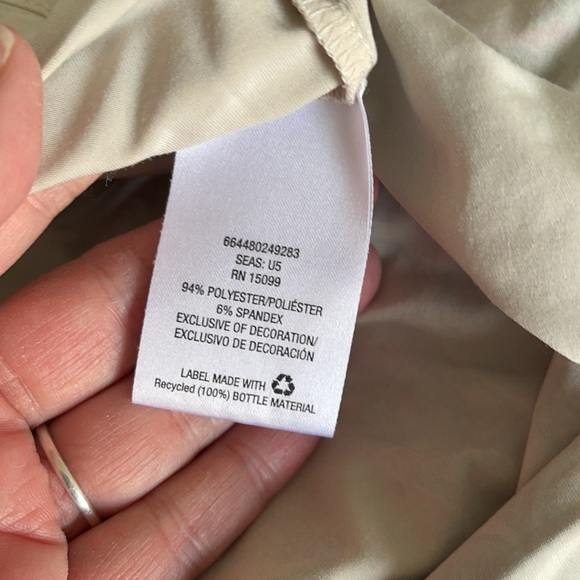 664480249283
SEAS: U5
RN 15099
94% POLYESTER/POLIÉSTER
6% SPANDEX
EXCLUSIVE OF DECORATION/
EXCLUSIVO DE DECORACIÓN
LABEL MADE WITH
Recycled (100%) BOTTLE MATERIAL